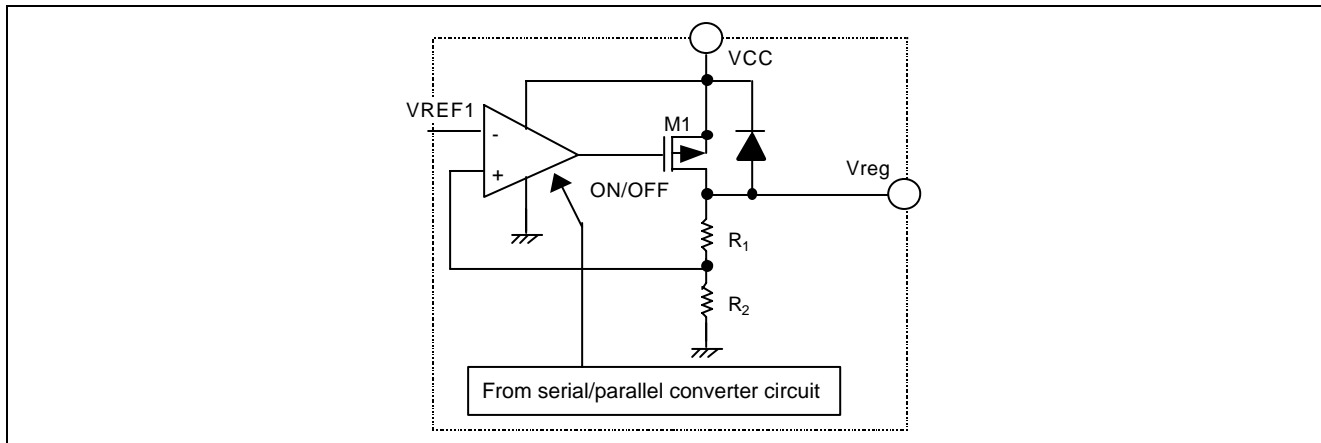 VCC
VREF1
-
M1
+
ON/OFF
Vreg
R1
R2
From serial/parallel converter circuit